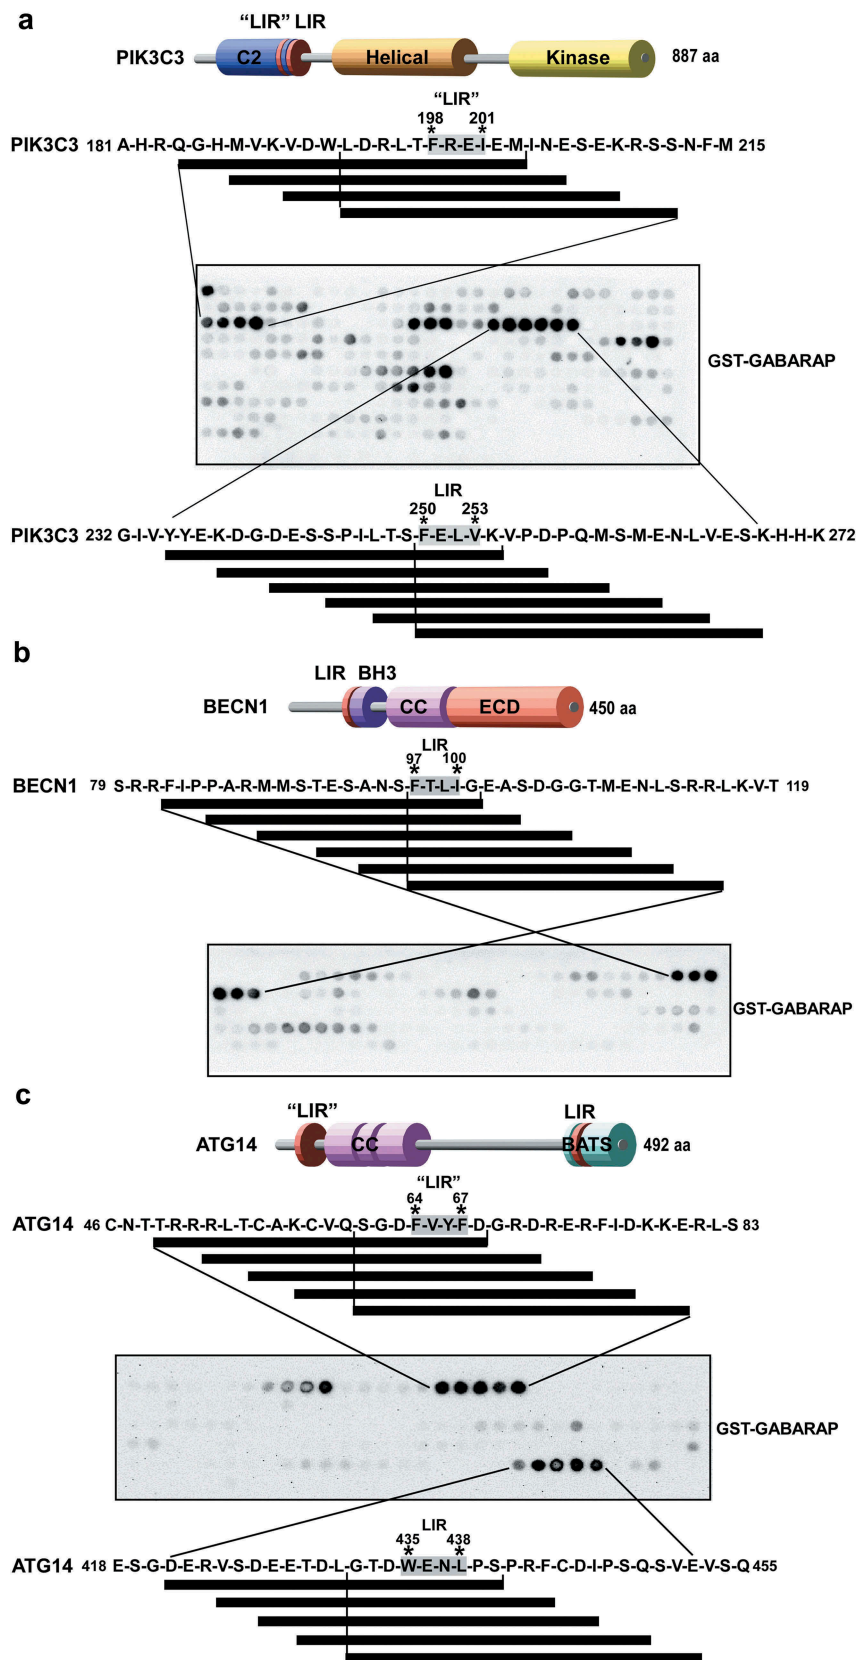 a
"LIR" LIR
PIK3C3 C2 Helical Kinase 887 aa
"LIR"
198 201
* *
PIK3C3 181 A-H-R-Q-G-H-M-V-K-V-D-W-L-D-R-L-T-F-R-E-I-E-M-I-N-E-S-E-K-R-S-S-N-F-M 215
GST-GABARAP
LIR
250 253
* *
PIK3C3 232 G-I-V-Y-Y-E-K-D-G-D-E-S-S-P-I-L-T-S-F-E-L-V-K-V-P-D-P-Q-M-S-M-E-N-L-V-E-S-K-H-H-K 272
b
LIR BH3
BECN1 CC ECD 450 aa
LIR
97 100
* *
BECN1 79 S-R-R-F-I-P-P-A-R-M-M-S-T-E-S-A-N-S-F-T-L-I-G-E-A-S-D-G-G-T-M-E-N-L-S-R-R-L-K-V-T 119
GST-GABARAP
c
"LIR" LIR
ATG14 CC BATS 492 aa
"LIR"
64 67
* *
ATG14 46 C-N-T-T-R-R-R-L-T-C-A-K-C-V-Q-S-G-D-F-V-Y-F-D-G-R-D-R-E-R-F-I-D-K-K-E-R-L-S 83
GST-GABARAP
LIR
435 438
* *
ATG14 418 E-S-G-D-E-R-V-S-D-E-E-T-D-L-G-T-D-W-E-N-L-P-S-P-R-F-C-D-I-P-S-Q-S-V-E-V-S-Q 455